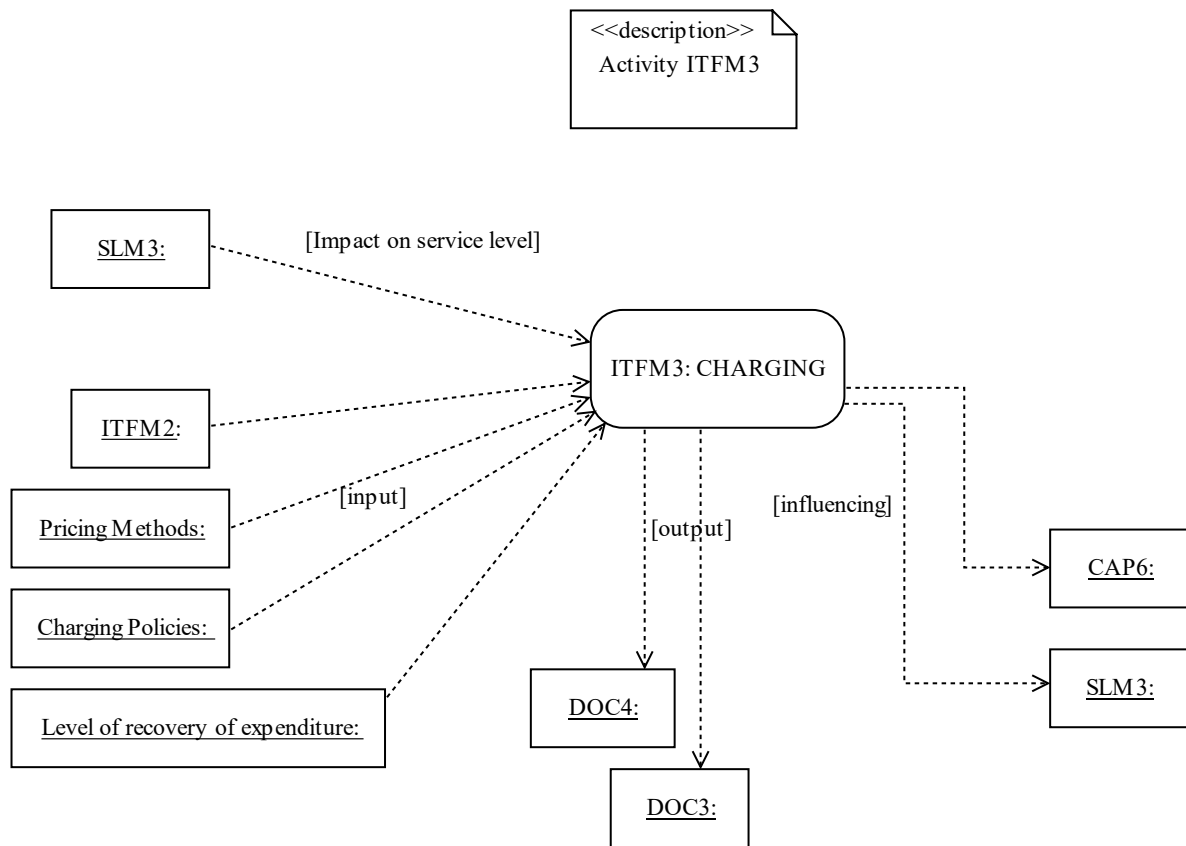 <<description>>
Activity ITFM3
SLM3:
[Impact on service level]
ITFM3: CHARGING
ITFM2:
[input]
Pricing Methods:
[influencing]
[output]
CAP6:
Charging Policies:
SLM3:
DOC4:
Level of recovery of expenditure:
DOC3: